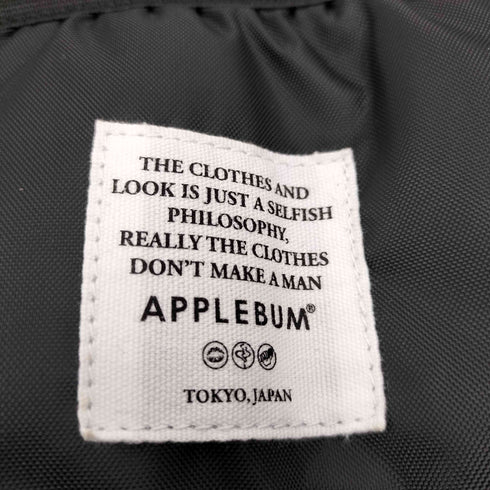 THE CLOTHES AND
LOOK IS JUST A SELFISH
PHILOSOPHY,
REALLY THE CLOTHES
DON'T MAKE A MAN
APPLEBUM®
TOKYO, JAPAN